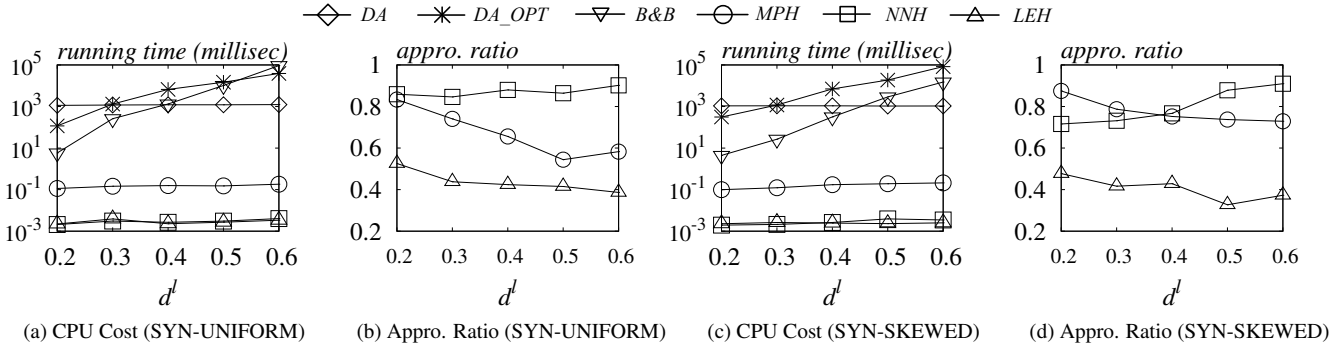 DA DA_OPT B&B MPH NNH LEH
running time (millisec)
10^5
10^3
10^1
10^-1
10^-3
0.2 0.3 0.4 0.5 0.6
d^l
(a) CPU Cost (SYN-UNIFORM)
appro. ratio
1
0.8
0.6
0.4
0.2
0.2 0.3 0.4 0.5 0.6
d^l
(b) Appro. Ratio (SYN-UNIFORM)
running time (millisec)
10^5
10^3
10^1
10^-1
10^-3
0.2 0.3 0.4 0.5 0.6
d^l
(c) CPU Cost (SYN-SKEWED)
appro. ratio
1
0.8
0.6
0.4
0.2
0.2 0.3 0.4 0.5 0.6
d^l
(d) Appro. Ratio (SYN-SKEWED)